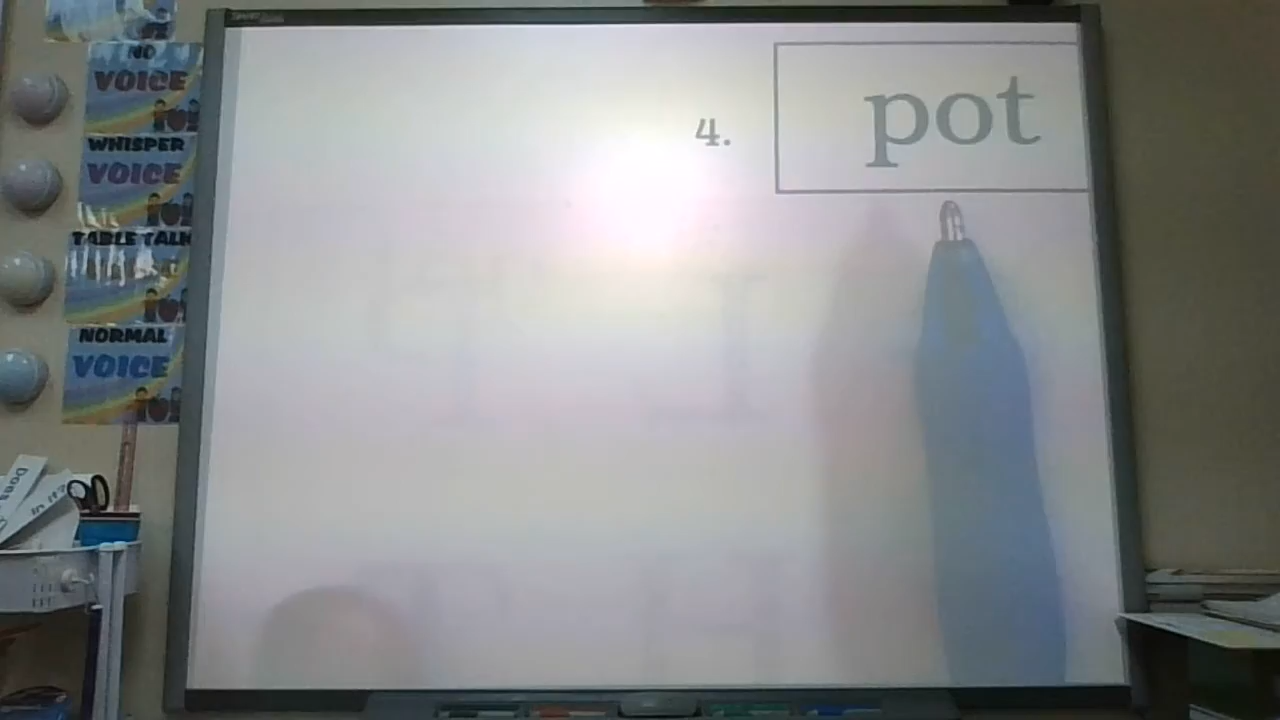 NO
VOICE
WHISPER
VOICE
TABLE TALK
NORMAL
VOICE
4.
pot